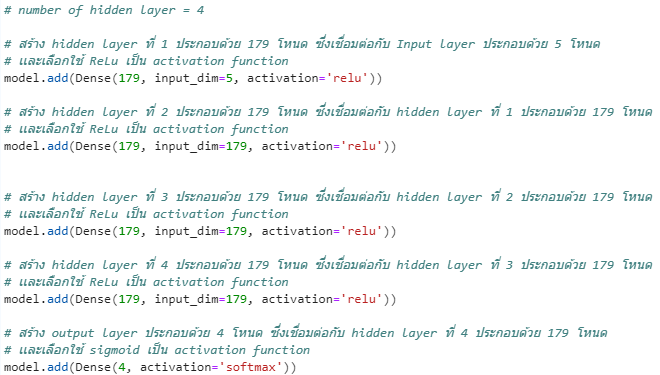 # number of hidden layer = 4
# สร้าง hidden layer ที่ 1 ประกอบด้วย 179 โหนด ซึ่งเชื่อมต่อกับ Input layer ประกอบด้วย 5 โหนด
# และเลือกใช้ ReLu เป็น activation function
model.add(Dense(179, input_dim=5, activation='relu'))
# สร้าง hidden layer ที่ 2 ประกอบด้วย 179 โหนด ซึ่งเชื่อมต่อกับ hidden layer ที่ 1 ประกอบด้วย 179 โหนด
# และเลือกใช้ ReLu เป็น activation function
model.add(Dense(179, input_dim=179, activation='relu'))
# สร้าง hidden layer ที่ 3 ประกอบด้วย 179 โหนด ซึ่งเชื่อมต่อกับ hidden layer ที่ 2 ประกอบด้วย 179 โหนด
# และเลือกใช้ ReLu เป็น activation function
model.add(Dense(179, input_dim=179, activation='relu'))
# สร้าง hidden layer ที่ 4 ประกอบด้วย 179 โหนด ซึ่งเชื่อมต่อกับ hidden layer ที่ 3 ประกอบด้วย 179 โหนด
# และเลือกใช้ ReLu เป็น activation function
model.add(Dense(179, input_dim=179, activation='relu'))
# สร้าง output layer ประกอบด้วย 4 โหนด ซึ่งเชื่อมต่อกับ hidden layer ที่ 4 ประกอบด้วย 179 โหนด
# และเลือกใช้ sigmoid เป็น activation function
model.add(Dense(4, activation='softmax'))